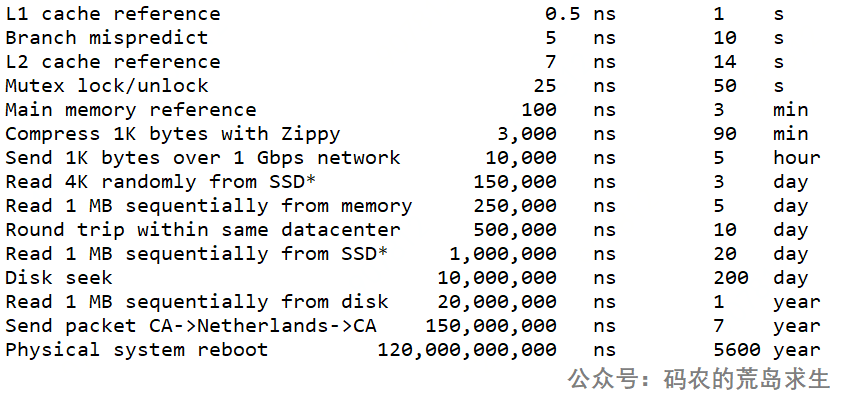 L1 cache reference 0.5 ns 1 s
Branch mispredict 5 ns 10 s
L2 cache reference 7 ns 14 s
Mutex lock/unlock 25 ns 50 s
Main memory reference 100 ns 3 min
Compress 1K bytes with Zippy 3,000 ns 90 min
Send 1K bytes over 1 Gbps network 10,000 ns 5 hour
Read 4K randomly from SSD* 150,000 ns 3 day
Read 1 MB sequentially from memory 250,000 ns 5 day
Round trip within same datacenter 500,000 ns 10 day
Read 1 MB sequentially from SSD* 1,000,000 ns 20 day
Disk seek 10,000,000 ns 200 day
Read 1 MB sequentially from disk 20,000,000 ns 1 year
Send packet CA->Netherlands->CA 150,000,000 ns 7 year
Physical system reboot 120,000,000,000 ns 5600 year
公众号：码农的荒岛求生